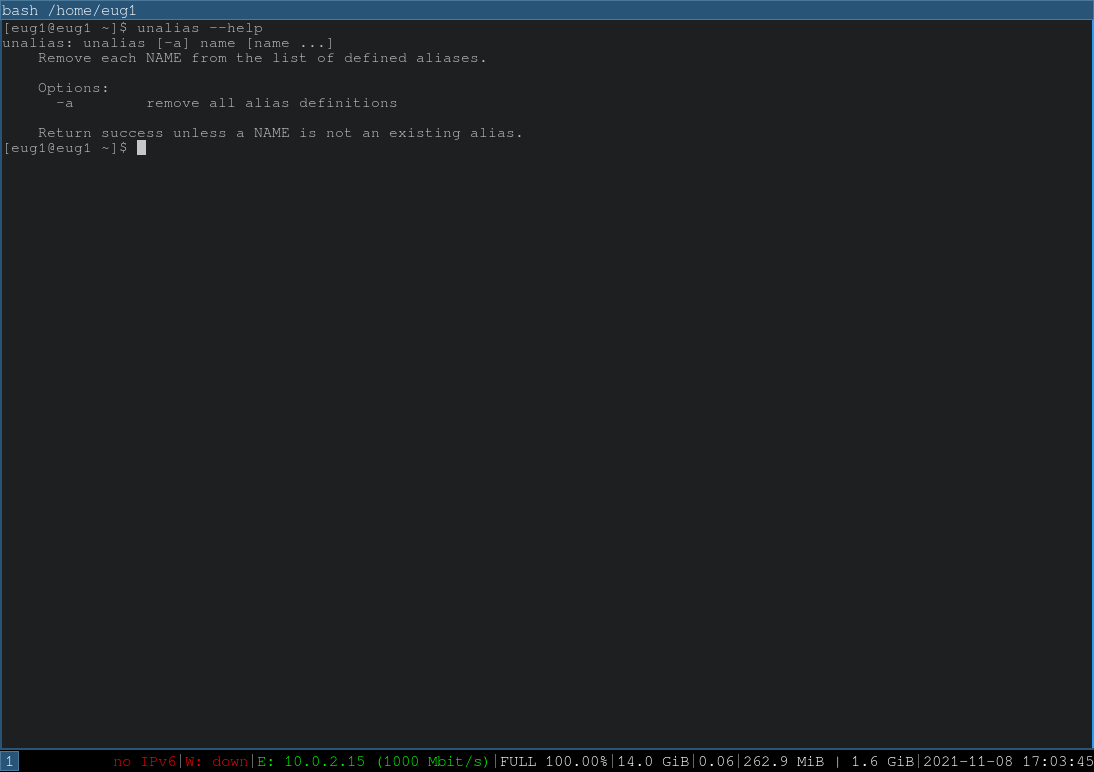 bash /home/eug1
[eug1@eug1 ~]$ unalias --help
unalias: unalias [-a] name [name ...]
    Remove each NAME from the list of defined aliases.
    Options:
      -a        remove all alias definitions
    Return success unless a NAME is not an existing alias.
[eug1@eug1 ~]$
1 no IPv6|W: down|E: 10.0.2.15 (1000 Mbit/s)|FULL 100.00%|14.0 GiB|0.06|262.9 MiB | 1.6 GiB|2021-11-08 17:03:45